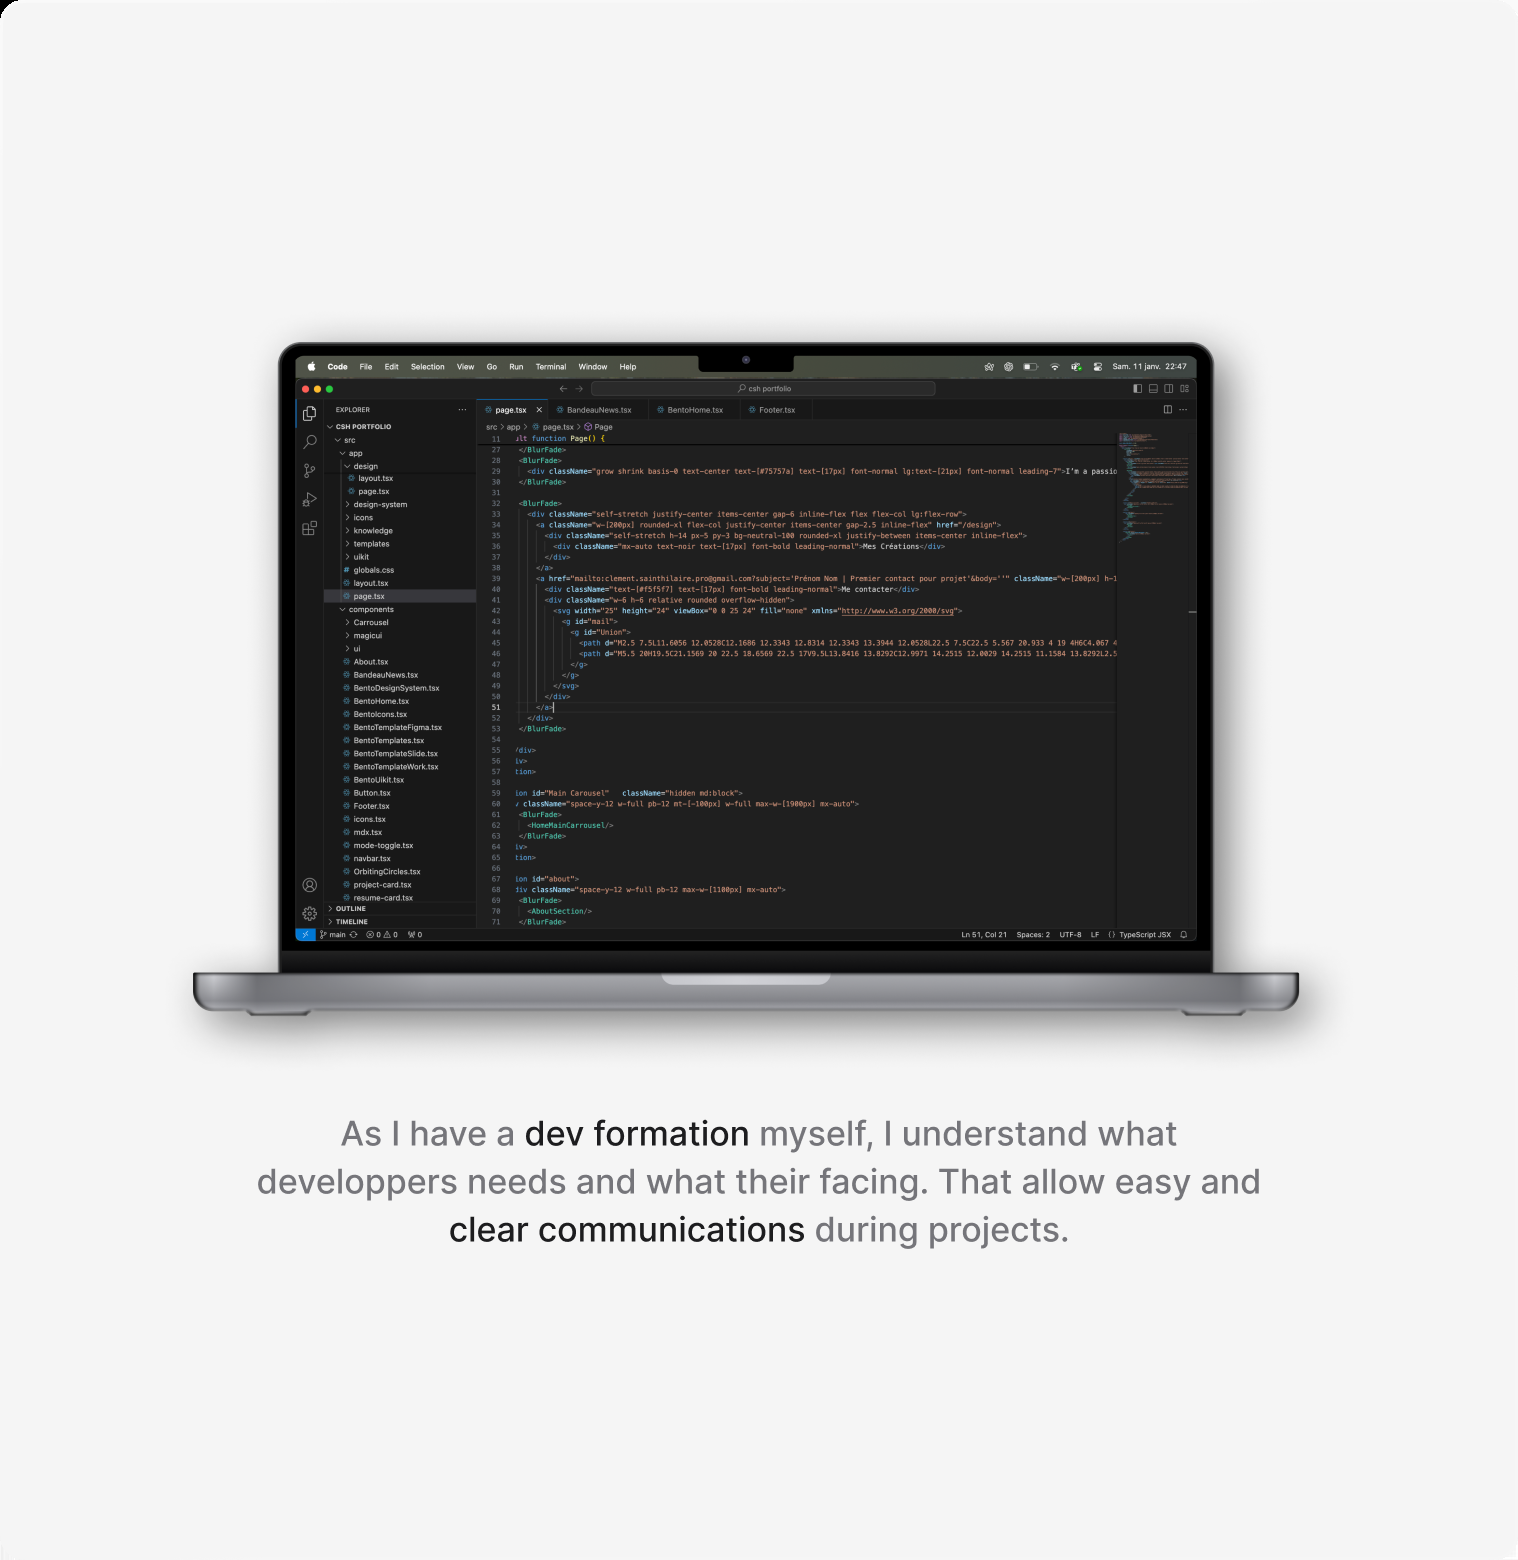 Code File Edit Selection View Go Run Terminal Window Help Sam. 11 janv. 22:47
csh portfolio
EXPLORER
CSH PORTFOLIO
src
app
design
layout.tsx
page.tsx
design-system
icons
knowledge
templates
uikit
globals.css
layout.tsx
page.tsx
components
Carrousel
magicui
ui
About.tsx
BandeauNews.tsx
BentoDesignSystem.tsx
BentoHome.tsx
BentoIcons.tsx
BentoTemplateFigma.tsx
BentoTemplates.tsx
BentoTemplateSlide.tsx
BentoTemplateWork.tsx
BentoUikit.tsx
Button.tsx
Footer.tsx
icons.tsx
mdx.tsx
mode-toggle.tsx
navbar.tsx
OrbitingCircles.tsx
project-card.tsx
resume-card.tsx
OUTLINE
TIMELINE
page.tsx BandeauNews.tsx BentoHome.tsx Footer.tsx
src > app > page.tsx > Page
11 ult function Page() {
27 </BlurFade>
28 <BlurFade>
29 <div className="grow shrink basis-0 text-center text-[#75757a] text-[17px] font-normal lg:text-[21px] font-normal leading-7">I'm a passio
30 </BlurFade>
31
32 <BlurFade>
33 <div className="self-stretch justify-center items-center gap-6 inline-flex flex flex-col lg:flex-row">
34 <a className="w-[200px] rounded-xl flex-col justify-center items-center gap-2.5 inline-flex" href="/design">
35 <div className="self-stretch h-14 px-5 py-3 bg-neutral-100 rounded-xl justify-between items-center inline-flex">
36 <div className="mx-auto text-noir text-[17px] font-bold leading-normal">Mes Créations</div>
37 </div>
38 </a>
39 <a href="mailto:clement.sainthilaire.pro@gmail.com?subject='Prénom Nom | Premier contact pour projet'&body=''" className="w-[200px] h-1
40 <div className="text-[#f5f5f7] text-[17px] font-bold leading-normal">Me contacter</div>
41 <div className="w-6 h-6 relative rounded overflow-hidden">
42 <svg width="25" height="24" viewBox="0 0 25 24" fill="none" xmlns="http://www.w3.org/2000/svg">
43 <g id="mail">
44 <g id="Union">
45 <path d="M2.5 7.5L11.6056 12.0528C12.1686 12.3343 12.8314 12.3343 13.3944 12.0528L22.5 7.5C22.5 5.567 20.933 4 19 4H6C4.067 4
46 <path d="M5.5 20H19.5C21.1569 20 22.5 18.6569 22.5 17V9.5L13.8416 13.8292C12.9971 14.2515 12.0029 14.2515 11.1584 13.8292L2.5
47 </g>
48 </g>
49 </svg>
50 </div>
51 </a>
52 </div>
53 </BlurFade>
54
55 /div>
56 iv>
57 tion>
58
59 ion id="Main Carousel" className="hidden md:block">
60 v className="space-y-12 w-full pb-12 mt-[-100px] w-full max-w-[1900px] mx-auto">
61 <BlurFade>
62 <HomeMainCarrousel/>
63 </BlurFade>
64 iv>
65 tion>
66
67 ion id="about">
68 div className="space-y-12 w-full pb-12 max-w-[1100px] mx-auto">
69 <BlurFade>
70 <AboutSection/>
71 </BlurFade>
main 0 0 0 Ln 51, Col 21 Spaces: 2 UTF-8 LF () TypeScript JSX
As I have a dev formation myself, I understand what
developpers needs and what their facing. That allow easy and
clear communications during projects.